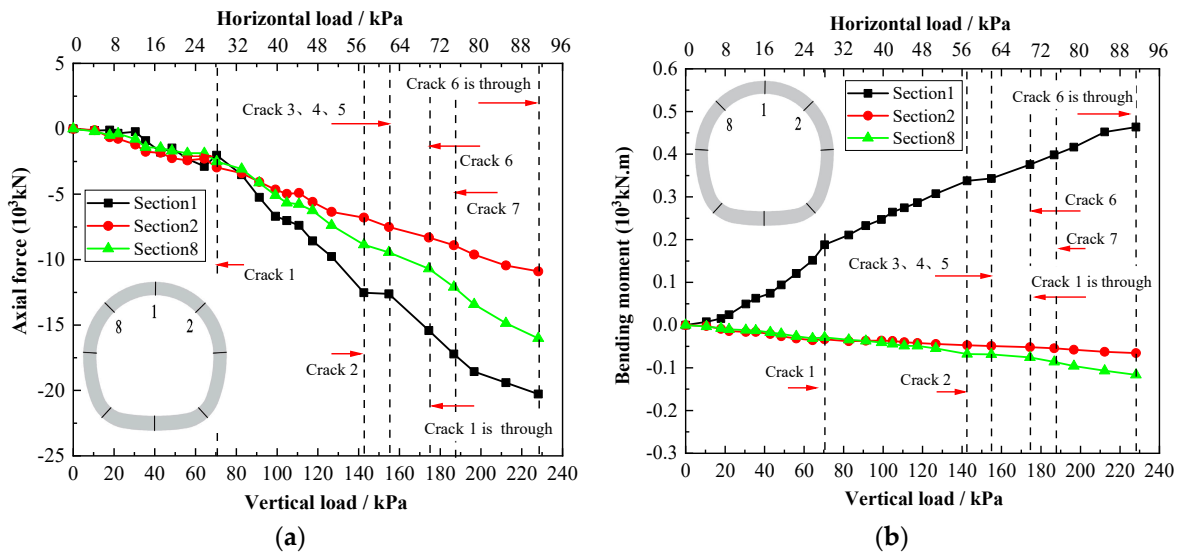 Horizontal load / kPa
0 8 16 24 32 40 48 56 64 72 80 88 96
5
0
-5
-10
-15
-20
-25
Axial force (10³kN)
Crack 6 is through
Crack 3、4、5
Crack 6
Crack 7
Section1
Section2
Section8
Crack 1
1
8 2
Crack 2
Crack 1 is through
0 20 40 60 80 100 120 140 160 180 200 220 240
Vertical load / kPa
(a)
Horizontal load / kPa
0 8 16 24 32 40 48 56 64 72 80 88 96
0.6
0.5
0.4
0.3
0.2
0.1
0.0
-0.1
-0.2
-0.3
Bending moment (10³kN.m)
1
8 2
Section1
Section2
Section8
Crack 6 is through
Crack 6
Crack 7
Crack 3、4、5
Crack 1 is through
Crack 1
Crack 2
0 20 40 60 80 100 120 140 160 180 200 220 240
Vertical load / kPa
(b)